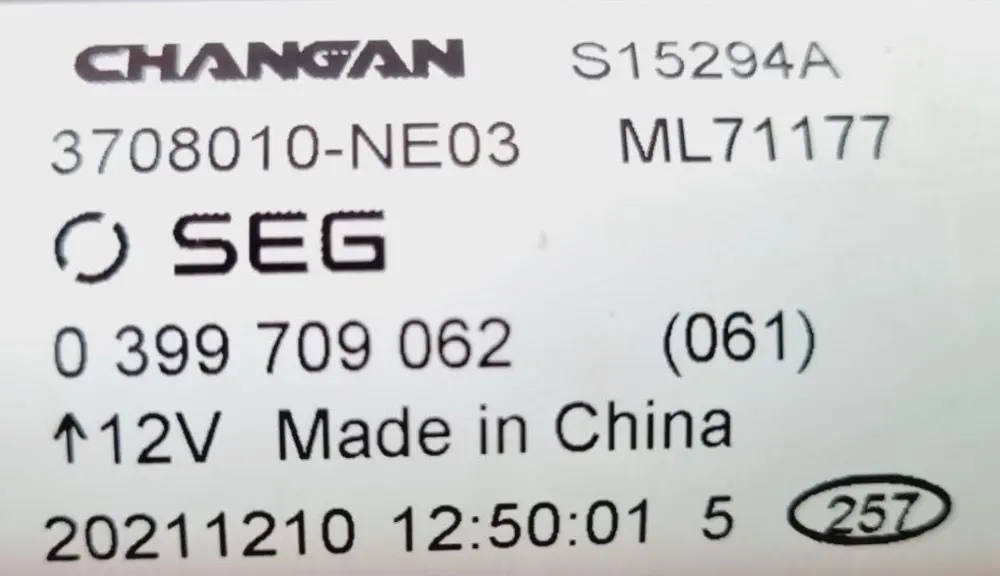 CHANGAN S15294A
3708010-NE03 ML71177
SEG
0 399 709 062 (061)
↑12V Made in China
20211210 12:50:01 5 257